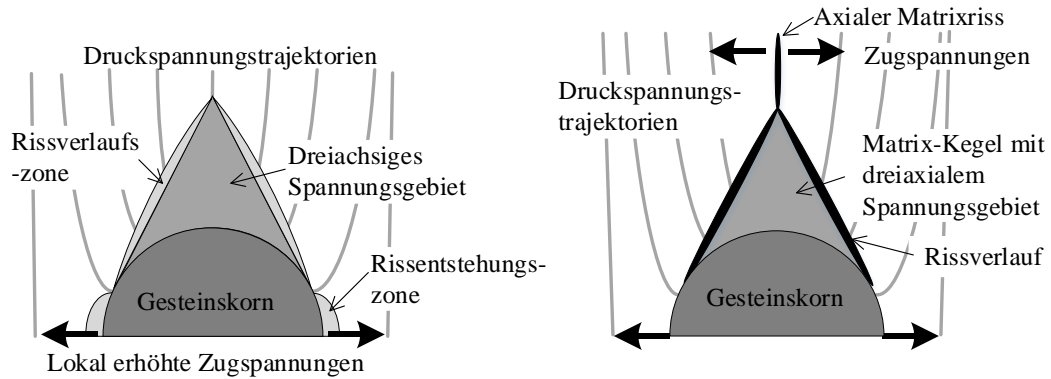 Druckspannungstrajektorien
Rissverlaufs
-zone
Dreiachsiges
Spannungsgebiet
Rissentstehungs-
zone
Gesteinskorn
Lokal erhöhte Zugspannungen
Axialer Matrixriss
Zugspannungen
Druckspannungs-
trajektorien
Matrix-Kegel mit
dreiaxialem
Spannungsgebiet
Rissverlauf
Gesteinskorn